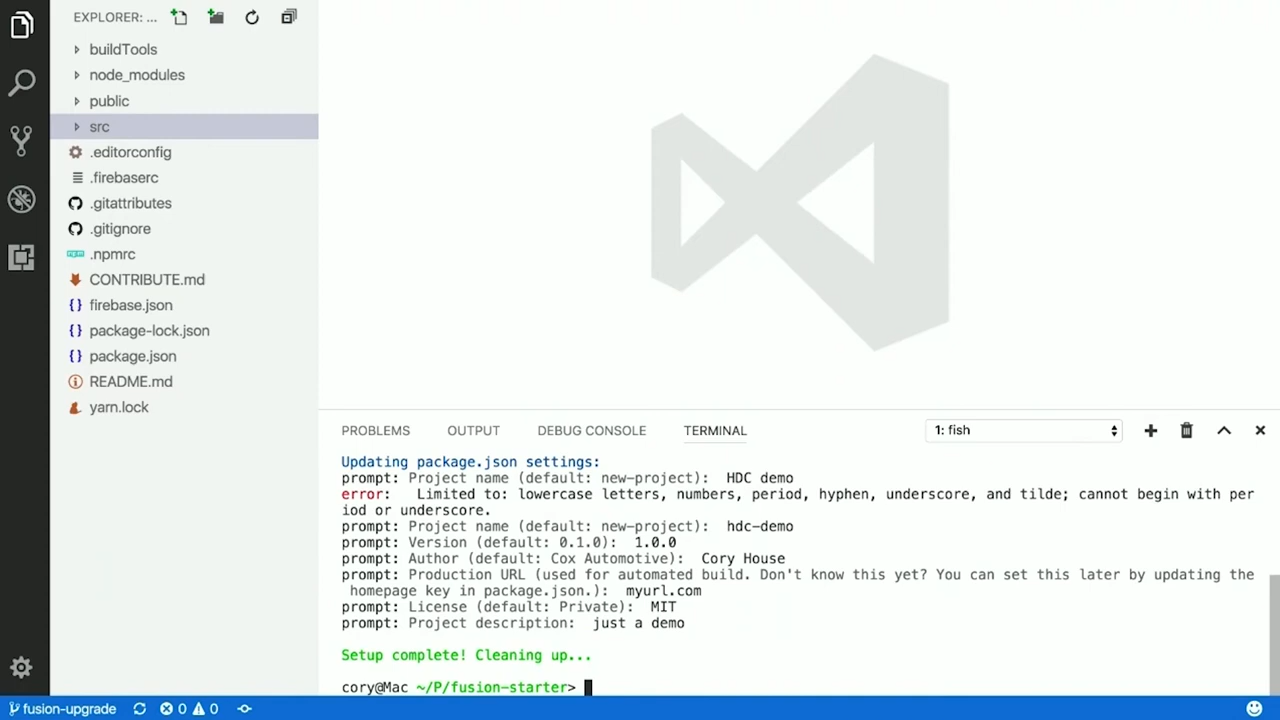 EXPLORER: ...
buildTools
node_modules
public
src
.editorconfig
.firebaserc
.gitattributes
.gitignore
.npmrc
CONTRIBUTE.md
firebase.json
package-lock.json
package.json
README.md
yarn.lock
PROBLEMS OUTPUT DEBUG CONSOLE TERMINAL 1: fish
Updating package.json settings:
prompt: Project name (default: new-project):  HDC demo
error:   Limited to: lowercase letters, numbers, period, hyphen, underscore, and tilde; cannot begin with per
iod or underscore.
prompt: Project name (default: new-project):  hdc-demo
prompt: Version (default: 0.1.0):  1.0.0
prompt: Author (default: Cox Automotive):  Cory House
prompt: Production URL (used for automated build. Don't know this yet? You can set this later by updating the
homepage key in package.json.):  myurl.com
prompt: License (default: Private):  MIT
prompt: Project description:  just a demo
Setup complete! Cleaning up...
cory@Mac ~/P/fusion-starter>
fusion-upgrade 0 0